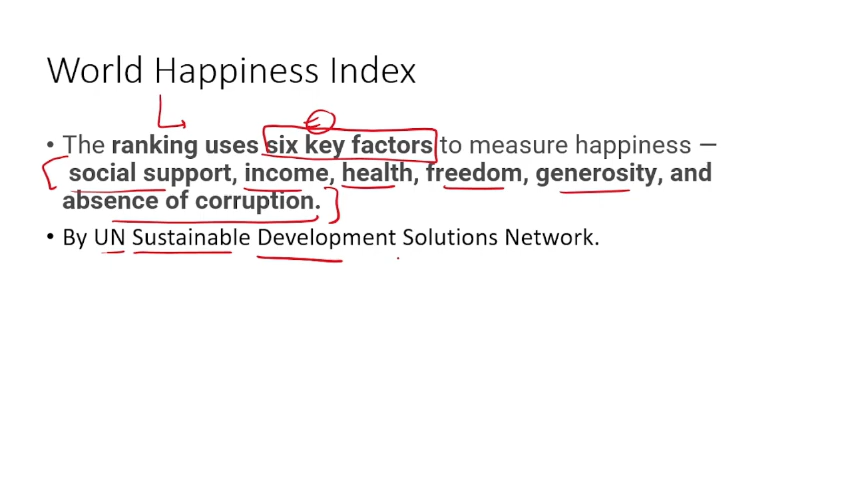 World Happiness Index
• The ranking uses six key factors to measure happiness —
social support, income, health, freedom, generosity, and
absence of corruption.
• By UN Sustainable Development Solutions Network.